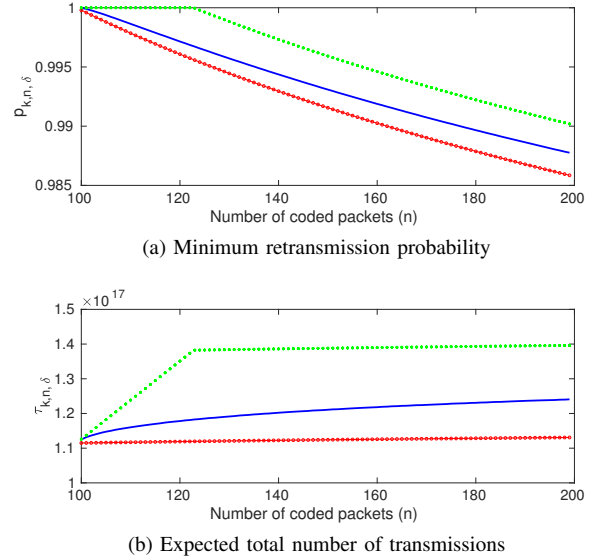 1
0.995
0.99
0.985
p_{k,n, δ}
100 120 140 160 180 200
Number of coded packets (n)
(a) Minimum retransmission probability
×10^{17}
1.5
1.4
1.3
1.2
1.1
1
τ_{k,n, δ}
100 120 140 160 180 200
Number of coded packets (n)
(b) Expected total number of transmissions